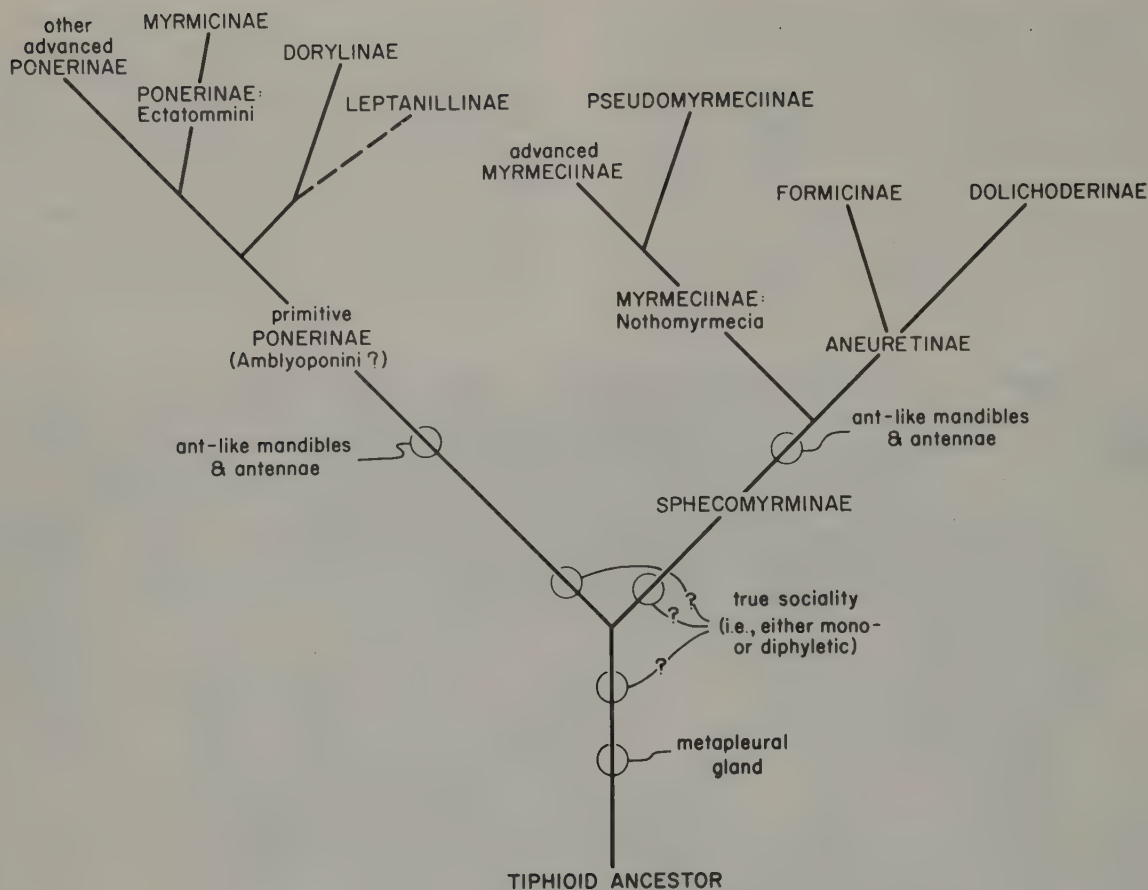 other
advanced
PONERINAE
MYRMICINAE
PONERINAE:
Ectatommini
DORYLINAE
LEPTANILLINAE
PSEUDOMYRMECIINAE
advanced
MYRMECIINAE
FORMICINAE
DOLICHODERINAE
primitive
PONERINAE
(Amblyoponini ?)
MYRMECIINAE:
Nothomyrmecia
ANEURETINAE
ant-like mandibles
& antennae
ant-like mandibles
& antennae
SPHECOMYRMINAE
?
?
?
true sociality
(i.e., either mono-
or diphyletic)
metapleural
gland
TIPHIOID ANCESTOR